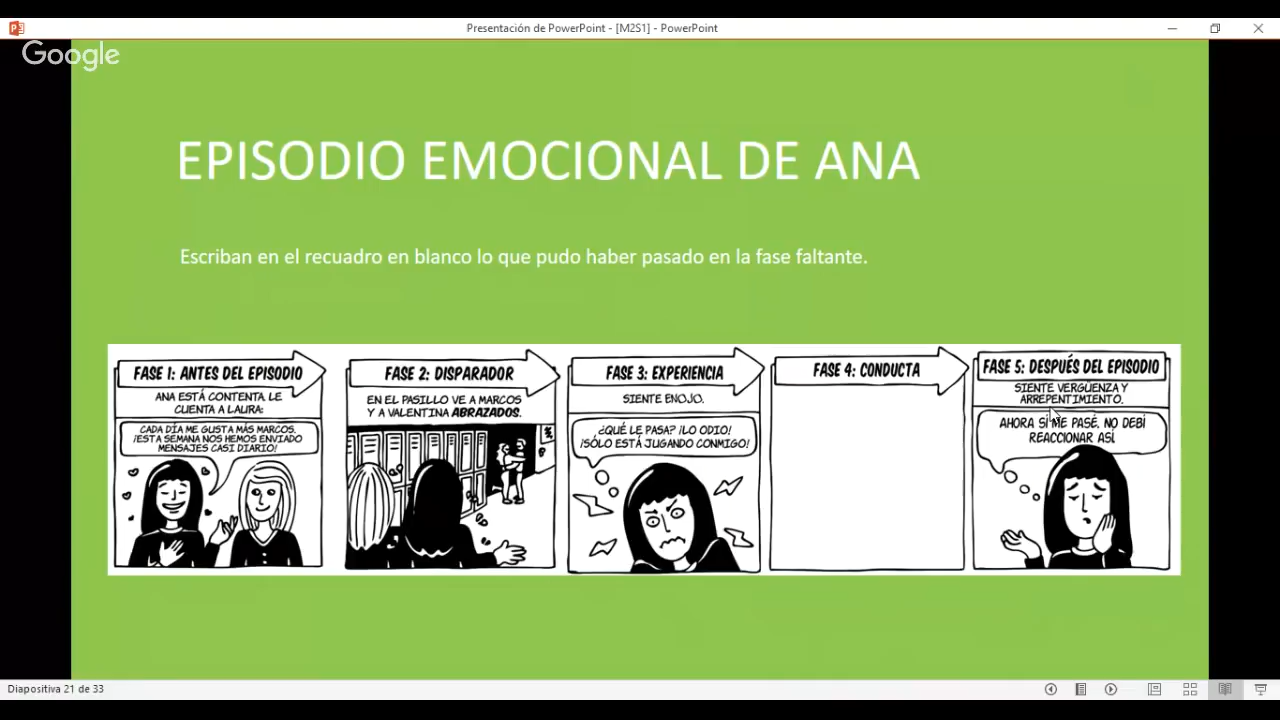 Presentación de PowerPoint - [M2S1] - PowerPoint
Google
EPISODIO EMOCIONAL DE ANA
Escriban en el recuadro en blanco lo que pudo haber pasado en la fase faltante.
FASE 1: ANTES DEL EPISODIO
ANA ESTÁ CONTENTA. LE
CUENTA A LAURA:
CADA DÍA ME GUSTA MÁS MARCOS.
¡ESTA SEMANA NOS HEMOS ENVIADO
MENSAJES CASI DIARIO!
FASE 2: DISPARADOR
EN EL PASILLO VE A MARCOS
Y A VALENTINA ABRAZADOS.
FASE 3: EXPERIENCIA
SIENTE ENOJO.
¿QUÉ LE PASA? ¡LO ODIO!
¡SÓLO ESTÁ JUGANDO CONMIGO!
FASE 4: CONDUCTA
FASE 5: DESPUÉS DEL EPISODIO
SIENTE VERGÜENZA Y
ARREPENTIMIENTO.
AHORA SÍ ME PASÉ. NO DEBÍ
REACCIONAR ASÍ.
Diapositiva 21 de 33